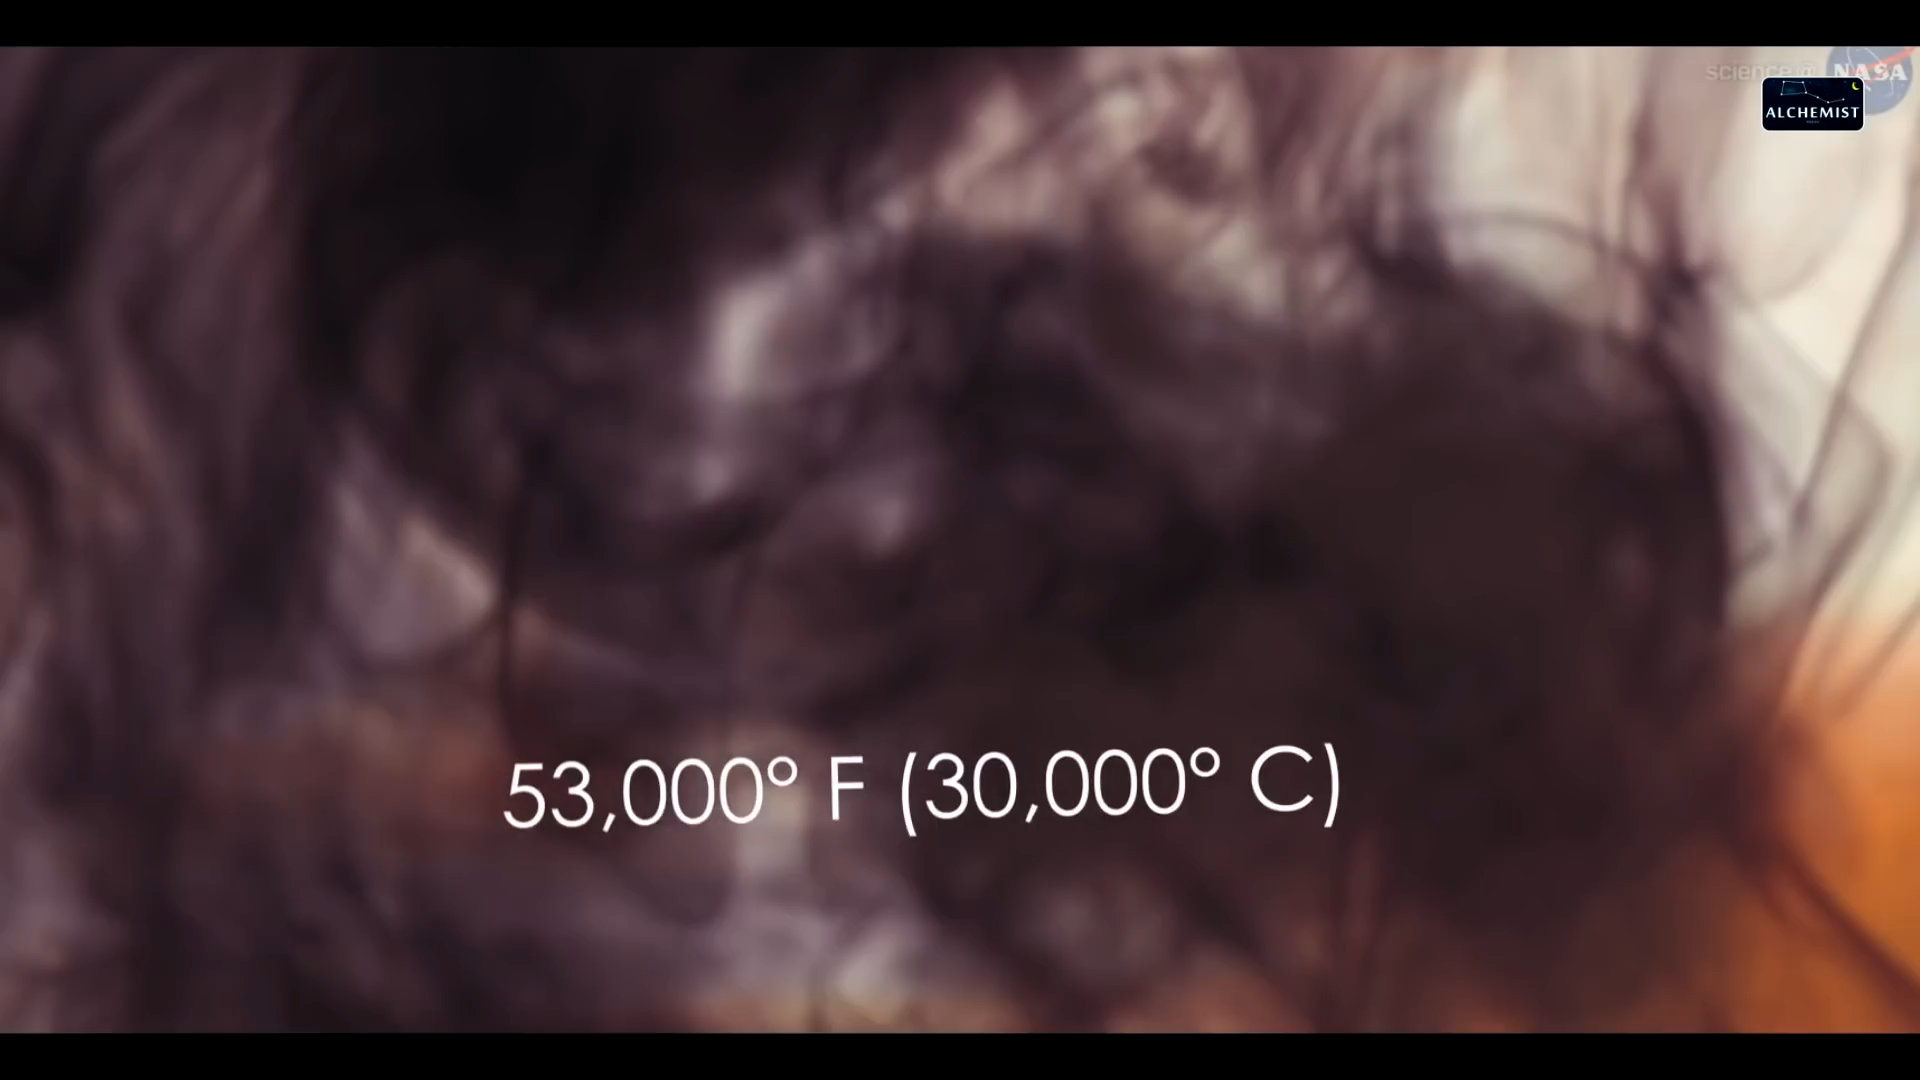 science@
NASA
ALCHEMIST
53,000° F (30,000° C)